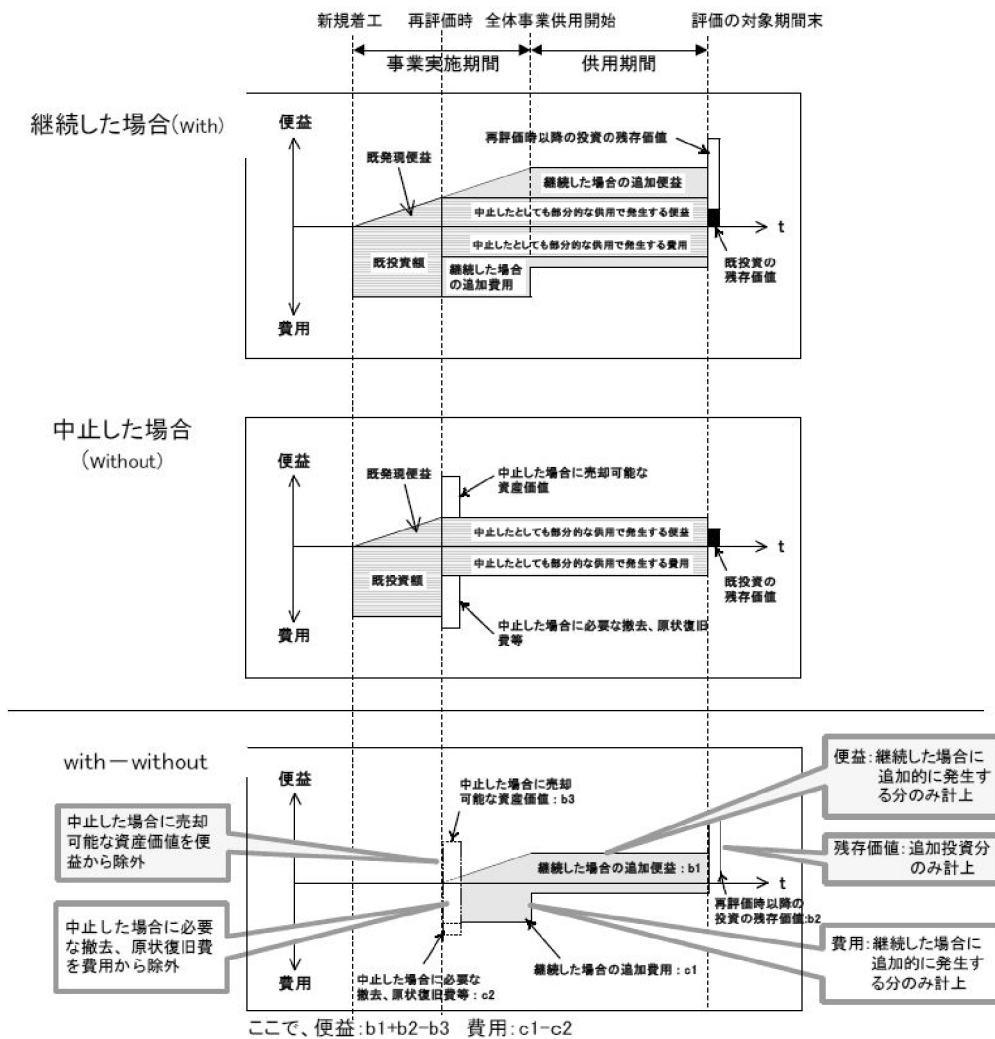 新規着工 再評価時 全体事業供用開始 評価の対象期間末
事業実施期間 供用期間
継続した場合(With)
便益
再評価時以降の投資の残存価値
既発現便益
継続した場合の追加便益
中止したとしても部分的な供用で発生する便益
t
中止したとしても部分的な供用で発生する費用
既投資額
継続した場合
の追加費用
既投資の
残存価値
費用
中止した場合
(Without)
便益
既発現便益
中止した場合に売却可能な
資産価値
中止したとしても部分的な供用で発生する便益
t
中止したとしても部分的な供用で発生する費用
既投資額
既投資の
残存価値
中止した場合に必要な撤去、原状復旧
費等
費用
with－without
便益
中止した場合に売却
可能な資産価値：b3
便益：継続した場合に
追加的に発生す
る分のみ計上
中止した場合に売却
可能な資産価値を便
益から除外
継続した場合の追加便益：b1
残存価値：追加投資分
のみ計上
t
再評価時以降の
投資の残存価値:b2
中止した場合に必要
な撤去、原状復旧費
を費用から除外
費用：継続した場合に
追加的に発生す
る分のみ計上
継続した場合の追加費用：c1
中止した場合に必要な
撤去、原状復旧費等：c2
費用
ここで、便益:b1+b2-b3 費用:c1-c2